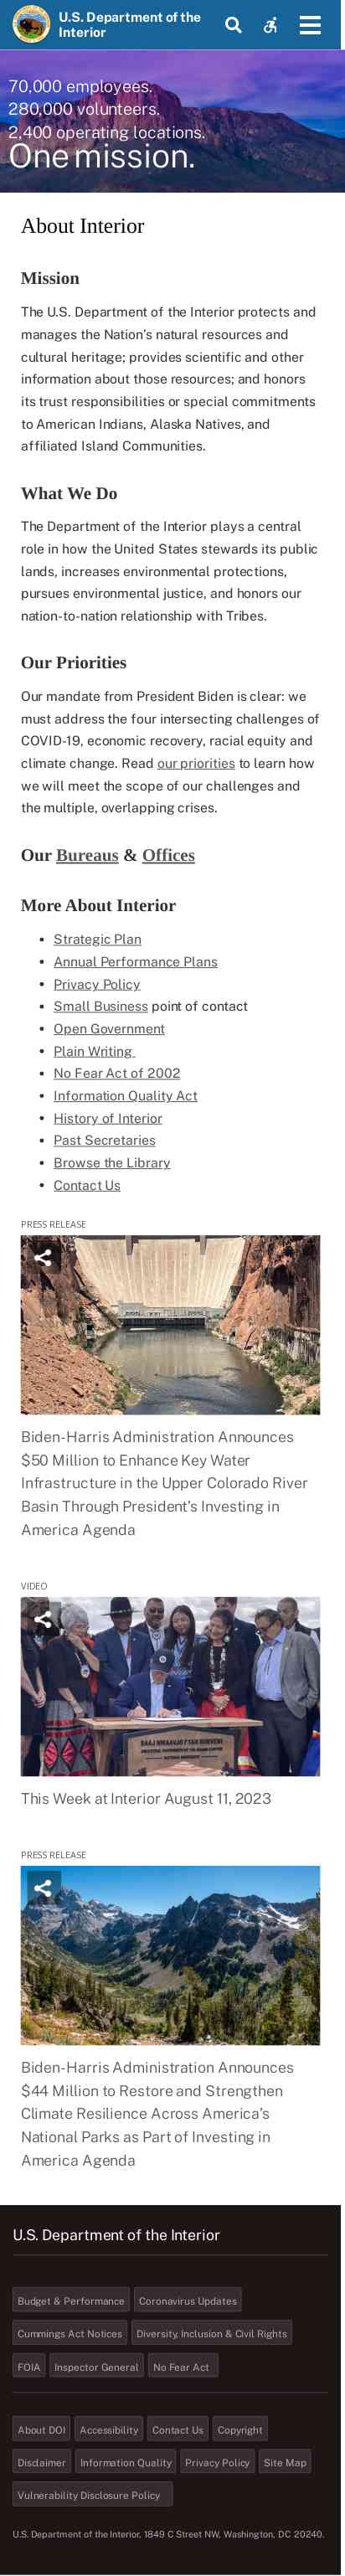 U.S. Department of the
Interior
70,000 employees.
280,000 volunteers.
2,400 operating locations.
One mission.
About Interior
Mission
The U.S. Department of the Interior protects and
manages the Nation's natural resources and
cultural heritage; provides scientific and other
information about those resources; and honors
its trust responsibilities or special commitments
to American Indians, Alaska Natives, and
affiliated Island Communities.
What We Do
The Department of the Interior plays a central
role in how the United States stewards its public
lands, increases environmental protections,
pursues environmental justice, and honors our
nation-to-nation relationship with Tribes.
Our Priorities
Our mandate from President Biden is clear: we
must address the four intersecting challenges of
COVID-19, economic recovery, racial equity and
climate change. Read our priorities to learn how
we will meet the scope of our challenges and
the multiple, overlapping crises.
Our Bureaus & Offices
More About Interior
• Strategic Plan
• Annual Performance Plans
• Privacy Policy
• Small Business point of contact
• Open Government
• Plain Writing
• No Fear Act of 2002
• Information Quality Act
• History of Interior
• Past Secretaries
• Browse the Library
• Contact Us
PRESS RELEASE
Biden-Harris Administration Announces
$50 Million to Enhance Key Water
Infrastructure in the Upper Colorado River
Basin Through President's Investing in
America Agenda
VIDEO
This Week at Interior August 11, 2023
PRESS RELEASE
Biden-Harris Administration Announces
$44 Million to Restore and Strengthen
Climate Resilience Across America's
National Parks as Part of Investing in
America Agenda
U.S. Department of the Interior
Budget & Performance Coronavirus Updates
Cummings Act Notices Diversity, Inclusion & Civil Rights
FOIA Inspector General No Fear Act
About DOI Accessibility Contact Us Copyright
Disclaimer Information Quality Privacy Policy Site Map
Vulnerability Disclosure Policy
U.S. Department of the Interior, 1849 C Street NW, Washington, DC 20240.